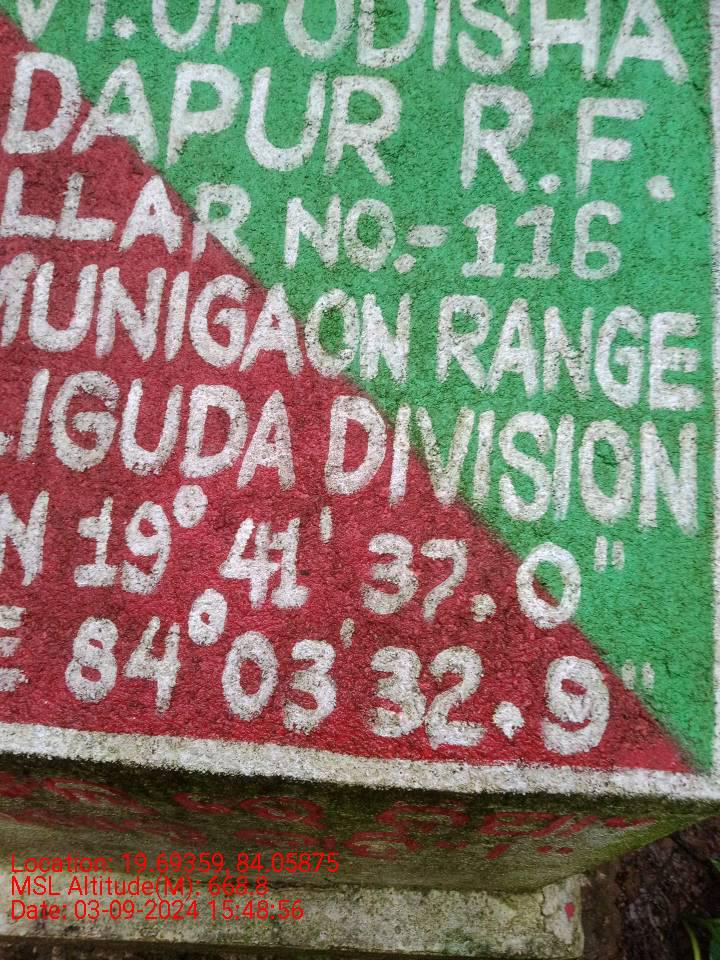 VT. OF ODISHA
DAPUR R.F.
LLAR NO:- 116
MUNIGAON RANGE
LIGUDA DIVISION
N 19° 41' 37.0"
E 84° 03' 32.9"
Location: 19.69359, 84.05875
MSL Altitude(M): 668.8
Date: 03-09-2024 15:48:56